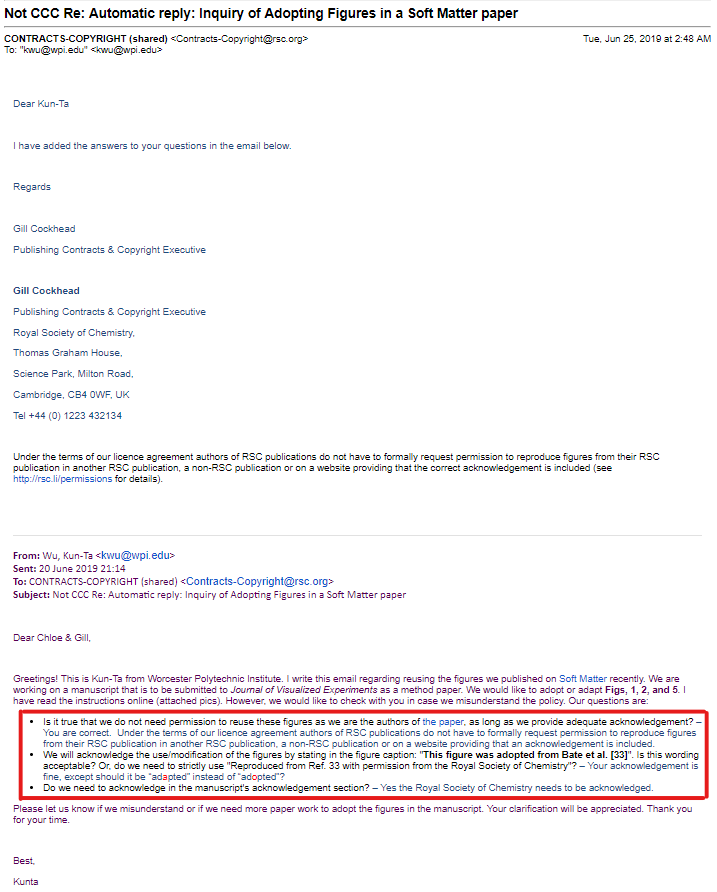 Not CCC Re: Automatic reply: Inquiry of Adopting Figures in a Soft Matter paper
CONTRACTS-COPYRIGHT (shared) <Contracts-Copyright@rsc.org> Tue, Jun 25, 2019 at 2:48 AM
To: "kwu@wpi.edu" <kwu@wpi.edu>
Dear Kun-Ta
I have added the answers to your questions in the email below.
Regards
Gill Cockhead
Publishing Contracts & Copyright Executive
Gill Cockhead
Publishing Contracts & Copyright Executive
Royal Society of Chemistry,
Thomas Graham House,
Science Park, Milton Road,
Cambridge, CB4 0WF, UK
Tel +44 (0) 1223 432134
Under the terms of our licence agreement authors of RSC publications do not have to formally request permission to reproduce figures from their RSC
publication in another RSC publication, a non-RSC publication or on a website providing that the correct acknowledgement is included (see
http://rsc.li/permissions for details).
From: Wu, Kun-Ta <kwu@wpi.edu>
Sent: 20 June 2019 21:14
To: CONTRACTS-COPYRIGHT (shared) <Contracts-Copyright@rsc.org>
Subject: Not CCC Re: Automatic reply: Inquiry of Adopting Figures in a Soft Matter paper
Dear Chloe & Gill,
Greetings! This is Kun-Ta from Worcester Polytechnic Institute. I write this email regarding reusing the figures we published on Soft Matter recently. We are
working on a manuscript that is to be submitted to Journal of Visualized Experiments as a method paper. We would like to adopt or adapt Figs, 1, 2, and 5. I
have read the instructions online (attached pics). However, we would like to check with you in case we misunderstand the policy. Our questions are:
• Is it true that we do not need permission to reuse these figures as we are the authors of the paper, as long as we provide adequate acknowledgement? –
You are correct. Under the terms of our licence agreement authors of RSC publications do not have to formally request permission to reproduce figures
from their RSC publication in another RSC publication, a non-RSC publication or on a website providing that an acknowledgement is included.
• We will acknowledge the use/modification of the figures by stating in the figure caption: "This figure was adopted from Bate et al. [33]". Is this wording
acceptable? Or, do we need to strictly use "Reproduced from Ref. 33 with permission from the Royal Society of Chemistry"? – Your acknowledgement is
fine, except should it be “adapted” instead of “adopted”?
• Do we need to acknowledge in the manuscript's acknowledgement section? – Yes the Royal Society of Chemistry needs to be acknowledged.
Please let us know if we misunderstand or if we need more paper work to adopt the figures in the manuscript. Your clarification will be appreciated. Thank you
for your time.
Best,
Kunta